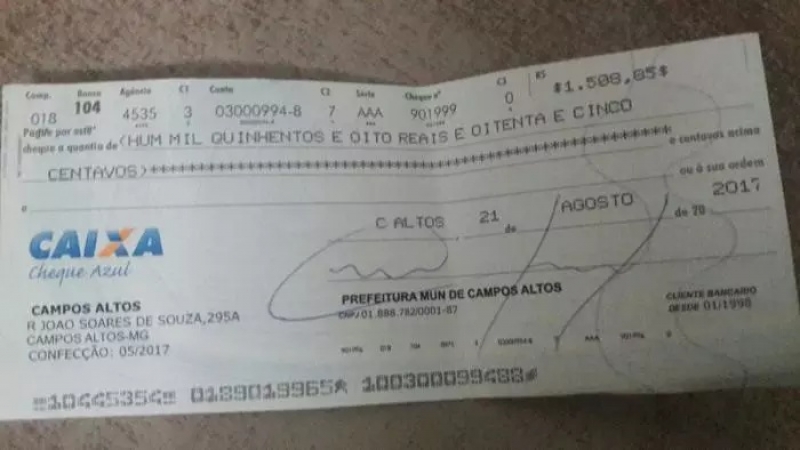 Comp. Banco Agência C1 Conta C2 Série Cheque nº C3 R$
018 104 4535 3 03000994-8 7 AAA 901999 0 $1.508,85$
Pague por este
cheque a quantia de (HUM MIL QUINHENTOS E OITO REAIS E OITENTA E CINCO
CENTAVOS)**************************************** e centavos acima
e ou à sua ordem
C ALTOS, 21 de AGOSTO de 20 2017
CAIXA
Cheque Azul
CAMPOS ALTOS
R JOAO SOARES DE SOUZA,295A
CAMPOS ALTOS-MG
CONFECÇÃO: 05/2017
PREFEITURA MUN DE CAMPOS ALTOS
CNPJ 01.888.782/0001-87
CLIENTE BANCÁRIO
DESDE 01/1998
10445354 0189019965 100300099488